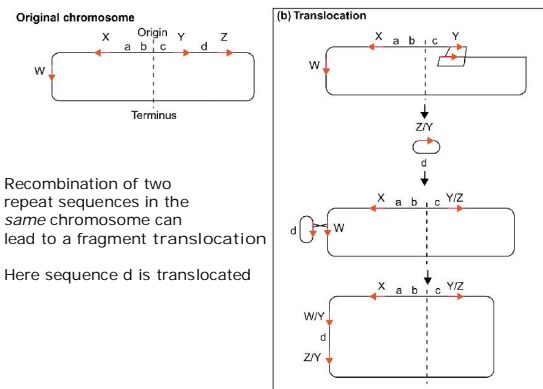 Original chromosome
Origin
X a b c Y d Z
W
Terminus
Recombination of two
repeat sequences in the
same chromosome can
lead to a fragment translocation
Here sequence d is translocated
(b) Translocation
X a b c Y
W
Z/Y
d
X a b c Y/Z
d W
X a b c Y/Z
W/Y
d
Z/Y